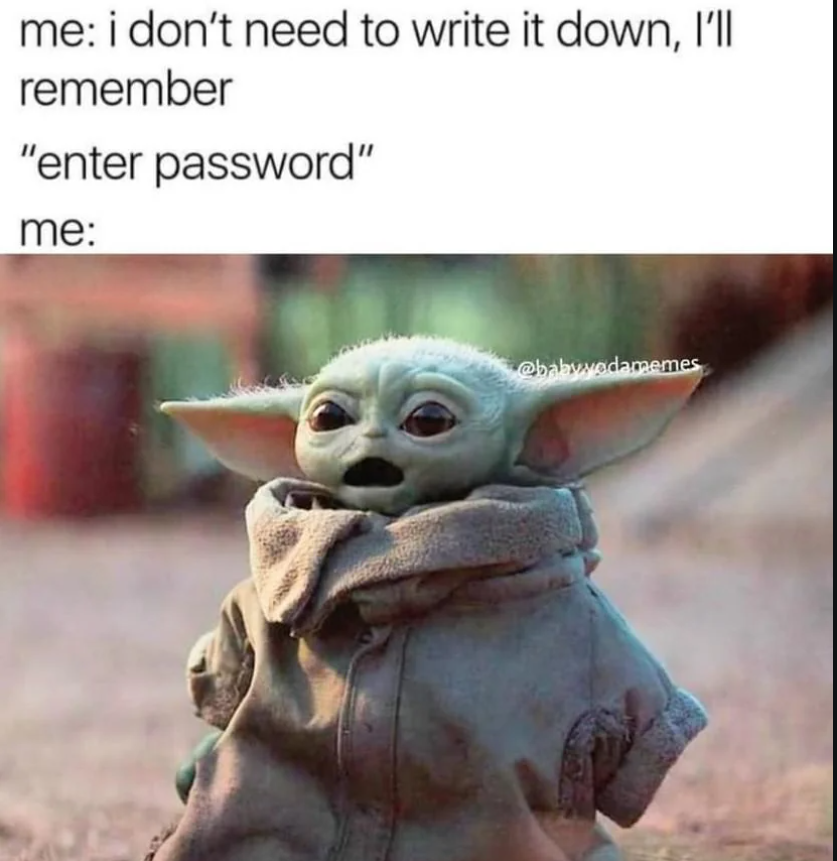 me: i don't need to write it down, I'll
remember
"enter password"
me:
@babyyodamemes